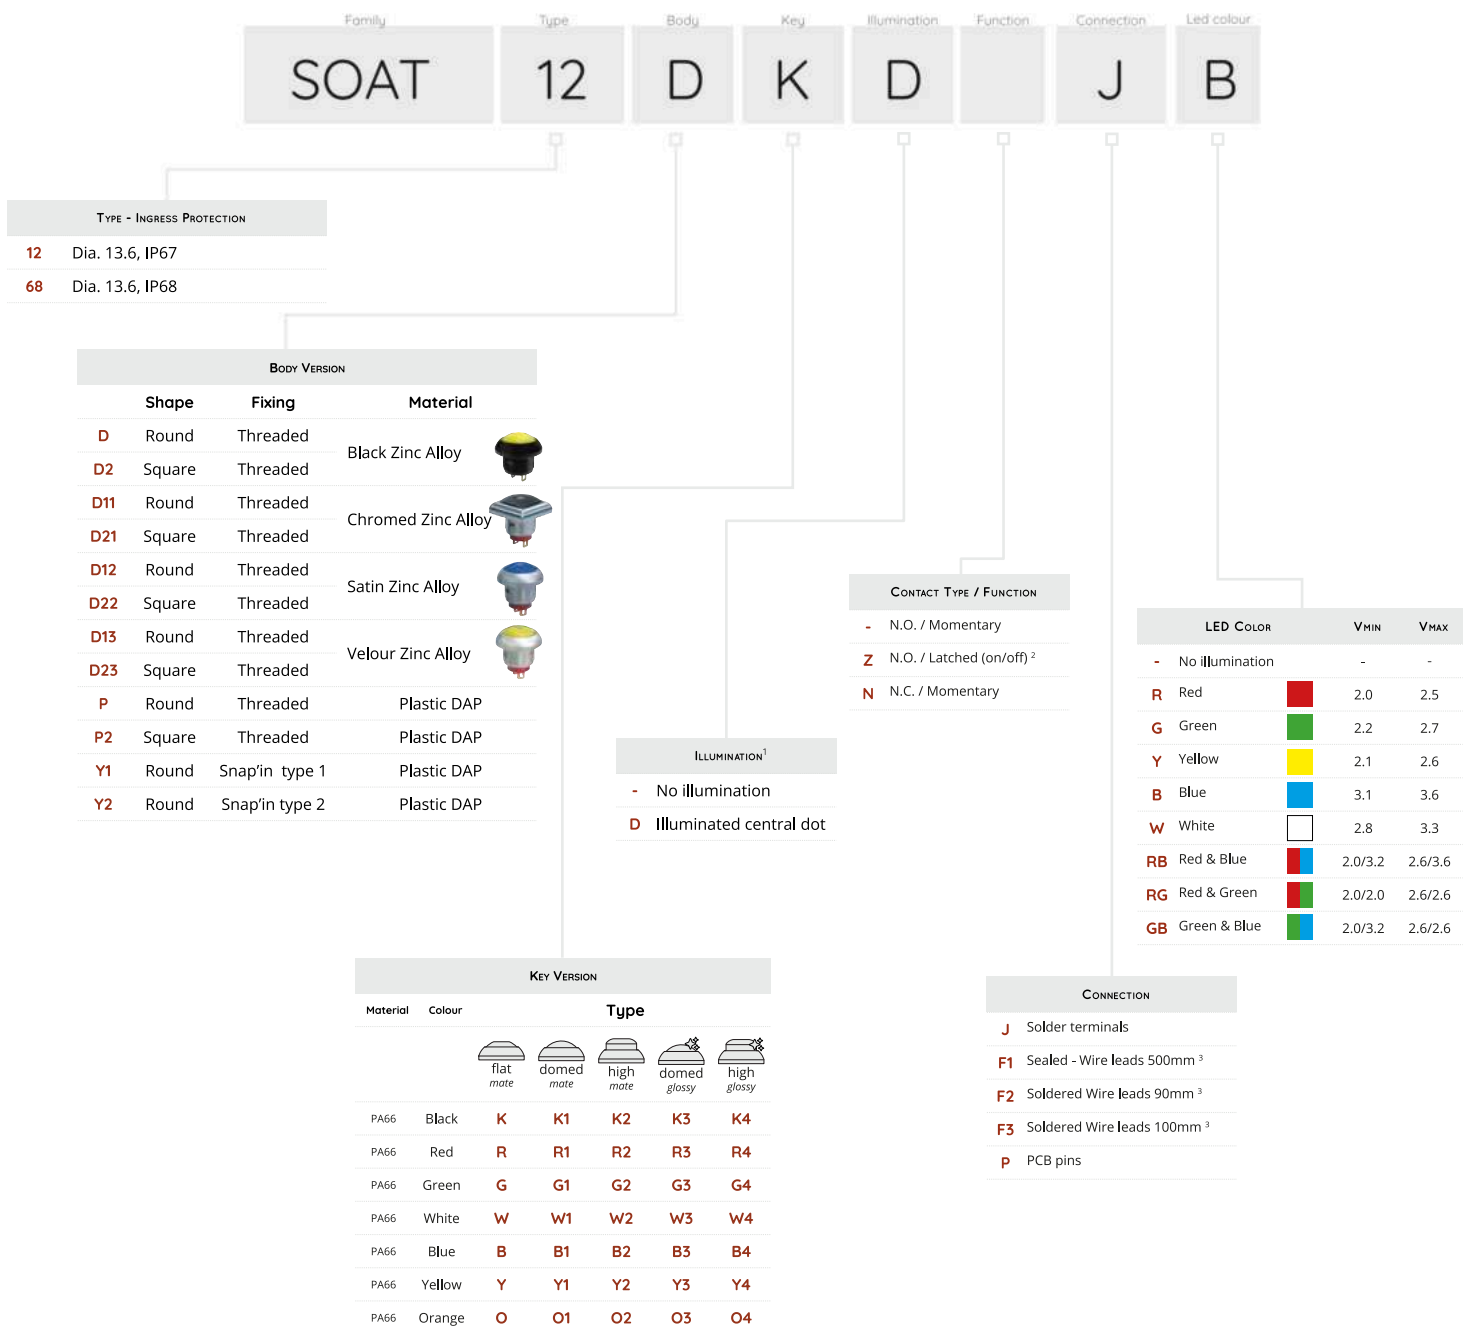 Family Type Body Key Illumination Function Connection Led colour
SOAT 12 D K D J B
Type - Ingress Protection
12 Dia. 13.6, IP67
68 Dia. 13.6, IP68
Body Version
Shape Fixing Material
D Round Threaded
Black Zinc Alloy
D2 Square Threaded
D11 Round Threaded
Chromed Zinc Alloy
D21 Square Threaded
D12 Round Threaded
Satin Zinc Alloy
D22 Square Threaded
D13 Round Threaded
Velour Zinc Alloy
D23 Square Threaded
P Round Threaded Plastic DAP
P2 Square Threaded Plastic DAP
Y1 Round Snap'in type 1 Plastic DAP
Y2 Round Snap'in type 2 Plastic DAP
Contact Type / Function
- N.O. / Momentary
Z N.O. / Latched (on/off) 2
N N.C. / Momentary
LED Color Vmin Vmax
- No illumination - -
R Red 2.0 2.5
G Green 2.2 2.7
Y Yellow 2.1 2.6
B Blue 3.1 3.6
W White 2.8 3.3
RB Red & Blue 2.0/3.2 2.6/3.6
RG Red & Green 2.0/2.0 2.6/2.6
GB Green & Blue 2.0/3.2 2.6/2.6
Illumination1
- No illumination
D Illuminated central dot
Key Version
Material Colour Type
flat domed high domed high
mate mate mate glossy glossy
PA66 Black K K1 K2 K3 K4
PA66 Red R R1 R2 R3 R4
PA66 Green G G1 G2 G3 G4
PA66 White W W1 W2 W3 W4
PA66 Blue B B1 B2 B3 B4
PA66 Yellow Y Y1 Y2 Y3 Y4
PA66 Orange O O1 O2 O3 O4
Connection
J Solder terminals
F1 Sealed - Wire leads 500mm 3
F2 Soldered Wire leads 90mm 3
F3 Soldered Wire leads 100mm 3
P PCB pins